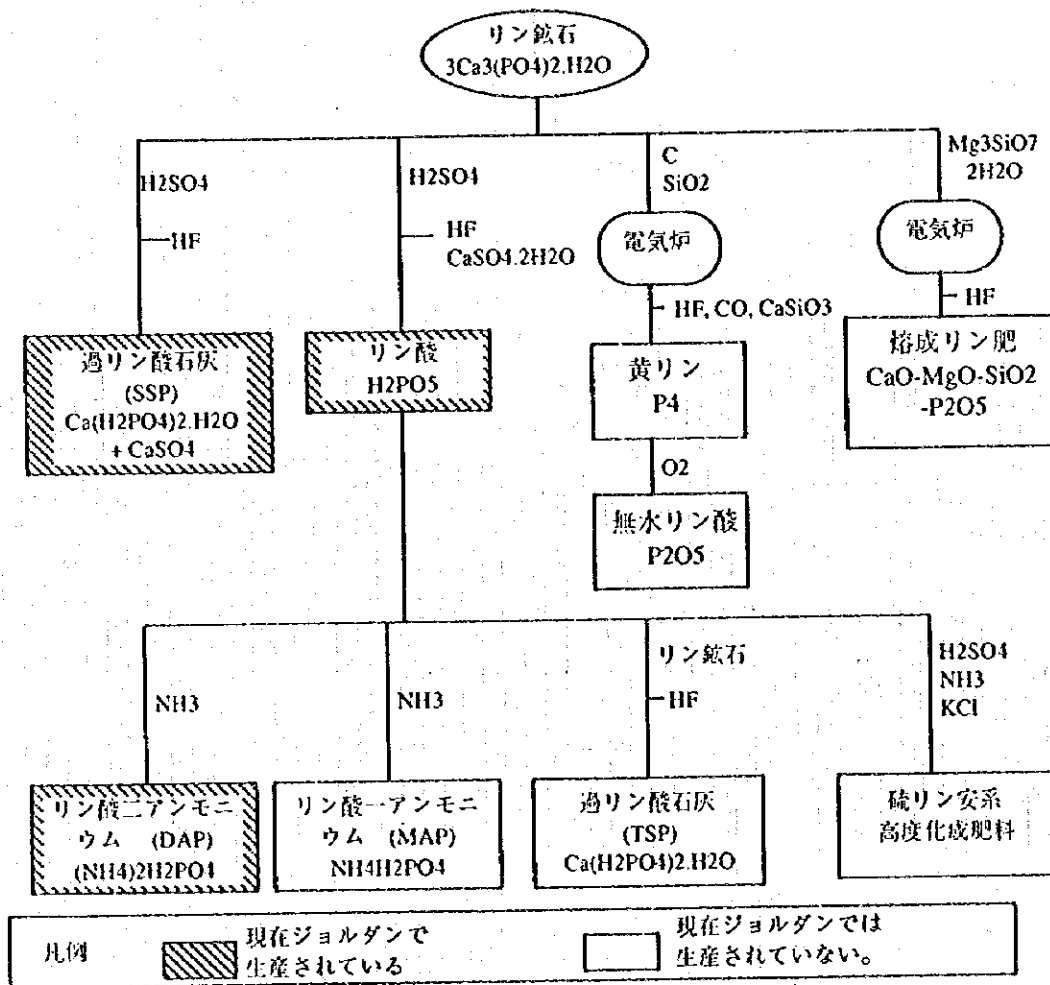 リン鉱石
3Ca3(PO4)2.H2O
H2SO4
HF
H2SO4
HF
CaSO4.2H2O
C
SiO2
電気炉
HF, CO, CaSiO3
Mg3SiO7
2H2O
電気炉
HF
過リン酸石灰
(SSP)
Ca(H2PO4)2.H2O
+ CaSO4
リン酸
H2PO5
黄リン
P4
O2
無水リン酸
P2O5
熔成リン肥
CaO-MgO-SiO2
-P2O5
NH3
NH3
リン鉱石
HF
H2SO4
NH3
KCl
リン酸二アンモニ
ウム (DAP)
(NH4)2H2PO4
リン酸一アンモニ
ウム (MAP)
NH4H2PO4
過リン酸石灰
(TSP)
Ca(H2PO4)2.H2O
硫リン安系
高度化成肥料
凡例
現在ジョルダンで
生産されている
現在ジョルダンでは
生産されていない。